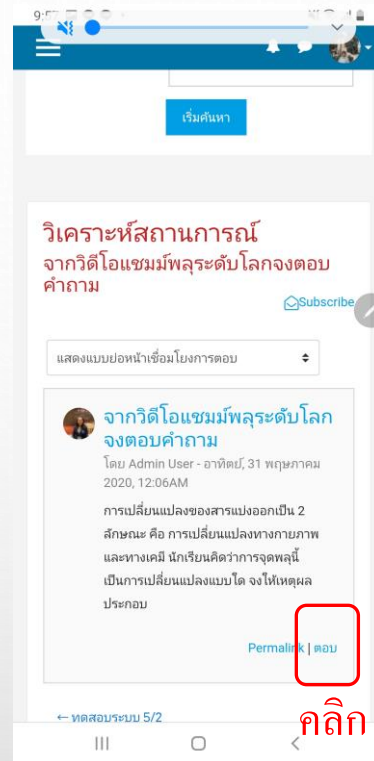 9:57
เริ่มค้นหา
วิเคราะห์สถานการณ์
จากวิดีโอแชมม์พลุระดับโลกจงตอบ
คำถาม
Subscribe
แสดงแบบย่อหน้าเชื่อมโยงการตอบ
จากวิดีโอแชมม์พลุระดับโลก
จงตอบคำถาม
โดย Admin User - อาทิตย์, 31 พฤษภาคม
2020, 12:06AM
การเปลี่ยนแปลงของสารแบ่งออกเป็น 2
ลักษณะ คือ การเปลี่ยนแปลงทางกายภาพ
และทางเคมี นักเรียนคิดว่าการจุดพลุนี้
เป็นการเปลี่ยนแปลงแบบใด จงให้เหตุผล
ประกอบ
Permalink | ตอบ
← ทดสอบระบบ 5/2
คลิก